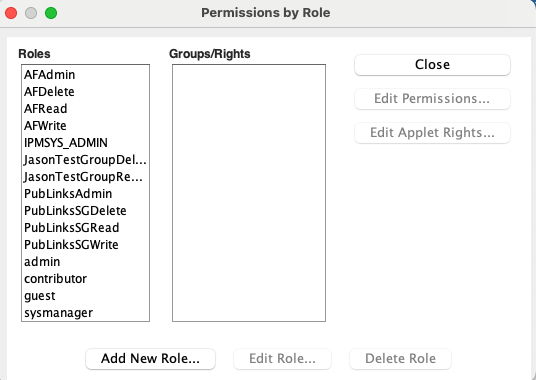 Permissions by Role
Roles
Groups/Rights
AFAdmin
AFDelete
AFRead
AFWrite
IPMSYS_ADMIN
JasonTestGroupDel...
JasonTestGroupRe...
PubLinksAdmin
PubLinksSGDelete
PubLinksSGRead
PubLinksSGWrite
admin
contributor
guest
sysmanager
Close
Edit Permissions...
Edit Applet Rights...
Add New Role...
Edit Role...
Delete Role